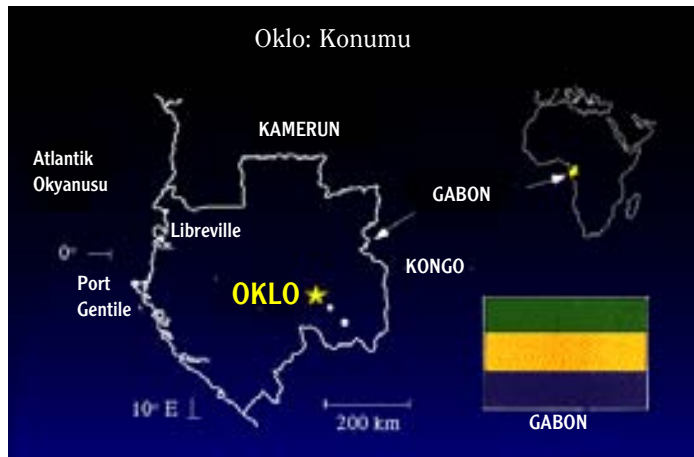 Oklo: Konumu
KAMERUN
Atlantik
Okyanusu
GABON
Libreville
0°
KONGO
Port
Gentile
OKLO
10° E
200 km
GABON